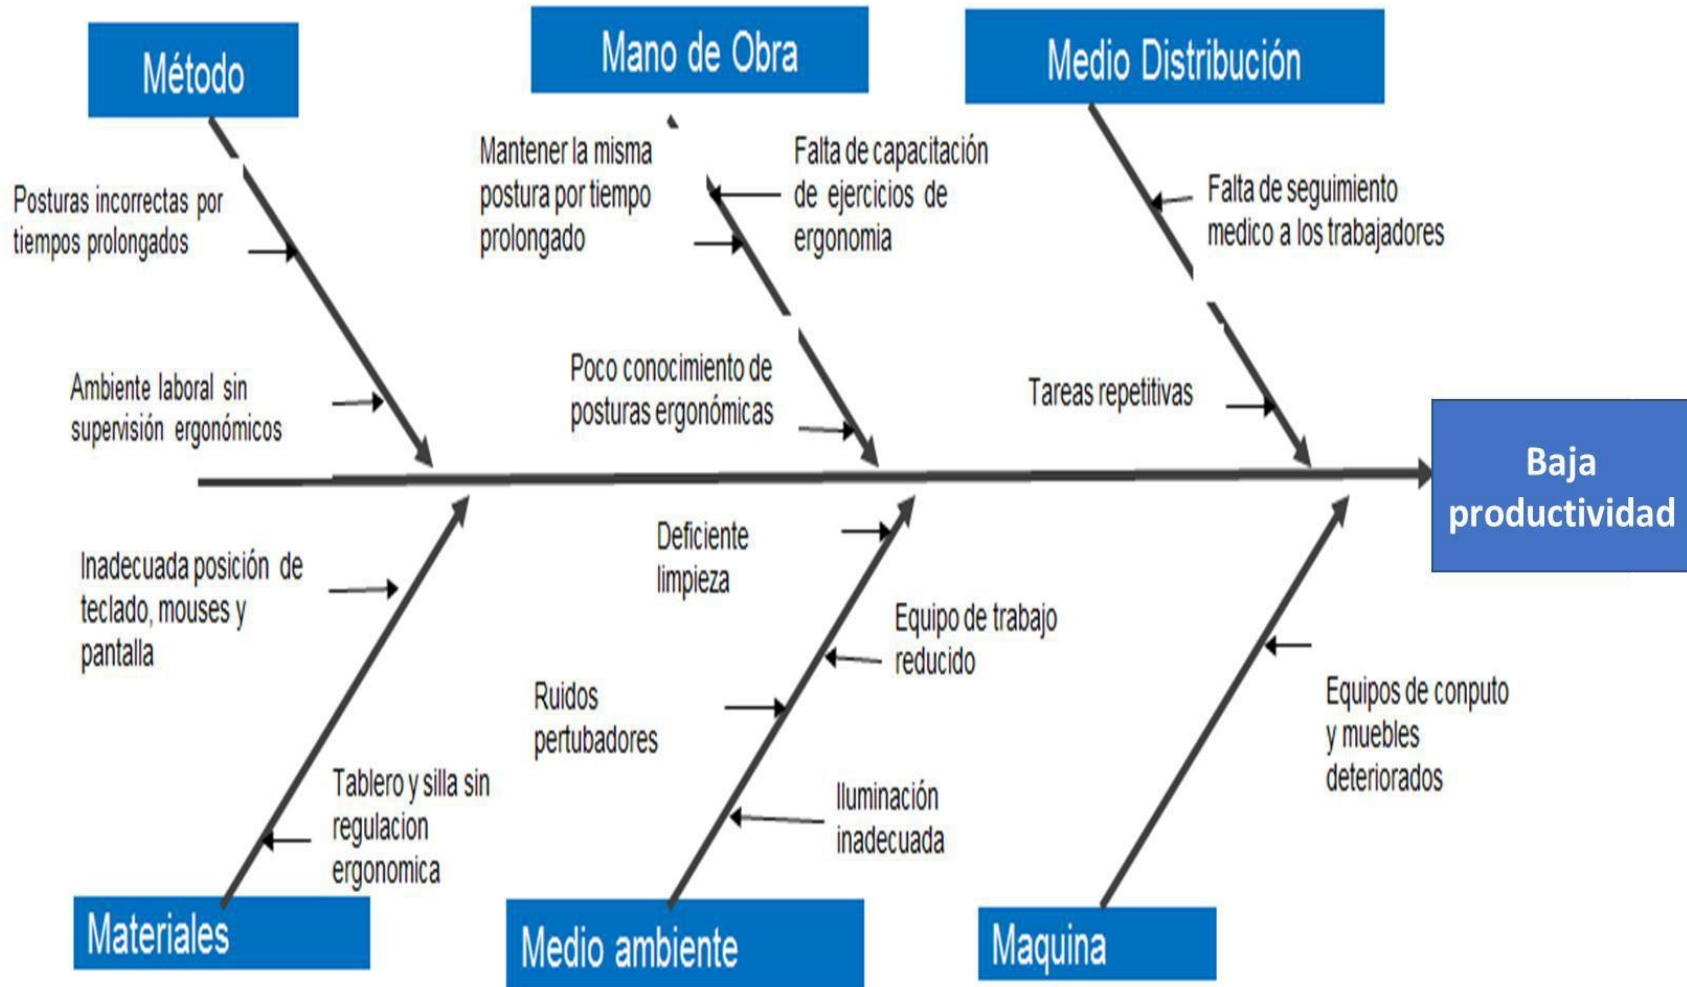 Método
Mano de Obra
Medio Distribución
Posturas incorrectas por
tiempos prolongados
Mantener la misma
postura por tiempo
prolongado
Falta de capacitación
de ejercicios de
ergonomia
Falta de seguimiento
medico a los trabajadores
Ambiente laboral sin
supervisión ergonómicos
Poco conocimiento de
posturas ergonómicas
Tareas repetitivas
Baja
productividad
Inadecuada posición de
teclado, mouses y
pantalla
Deficiente
limpieza
Equipo de trabajo
reducido
Ruidos
pertubadores
Equipos de conputo
y muebles
deteriorados
Tablero y silla sin
regulacion
ergonomica
Iluminación
inadecuada
Materiales
Medio ambiente
Maquina